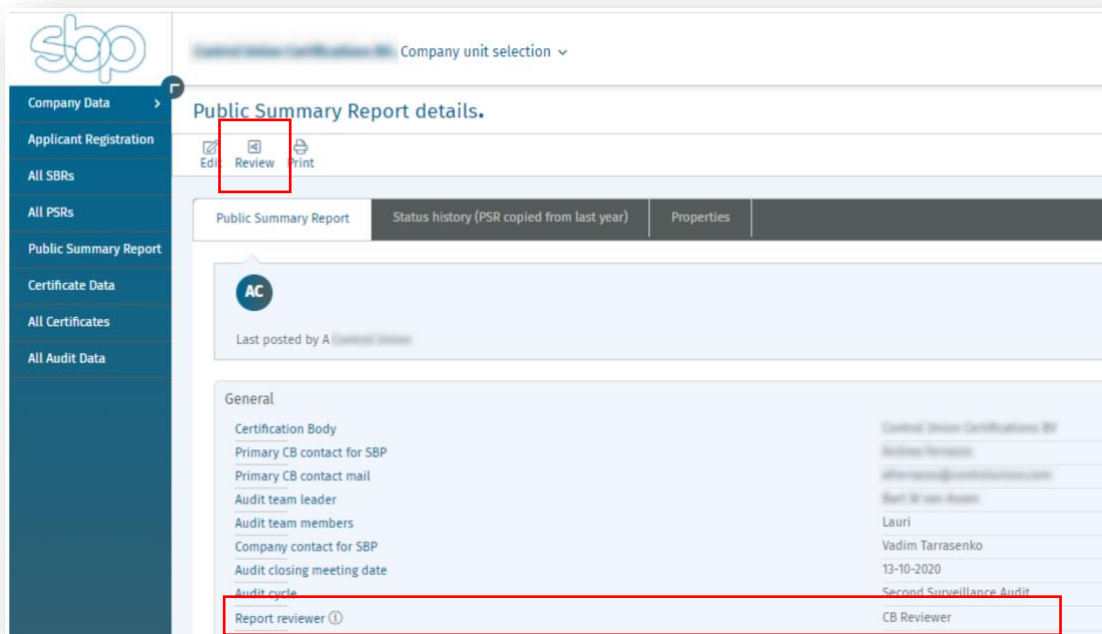 sbp
Company unit selection
Company Data
Applicant Registration
All SBRs
All PSRs
Public Summary Report
Certificate Data
All Certificates
All Audit Data
Public Summary Report details.
Edit Review Print
Public Summary Report Status history (PSR copied from last year) Properties
AC
Last posted by A
General
Certification Body
Primary CB contact for SBP
Primary CB contact mail
Audit team leader
Audit team members Lauri
Company contact for SBP Vadim Tarrasenko
Audit closing meeting date 13-10-2020
Audit cycle Second Surveillance Audit
Report reviewer CB Reviewer